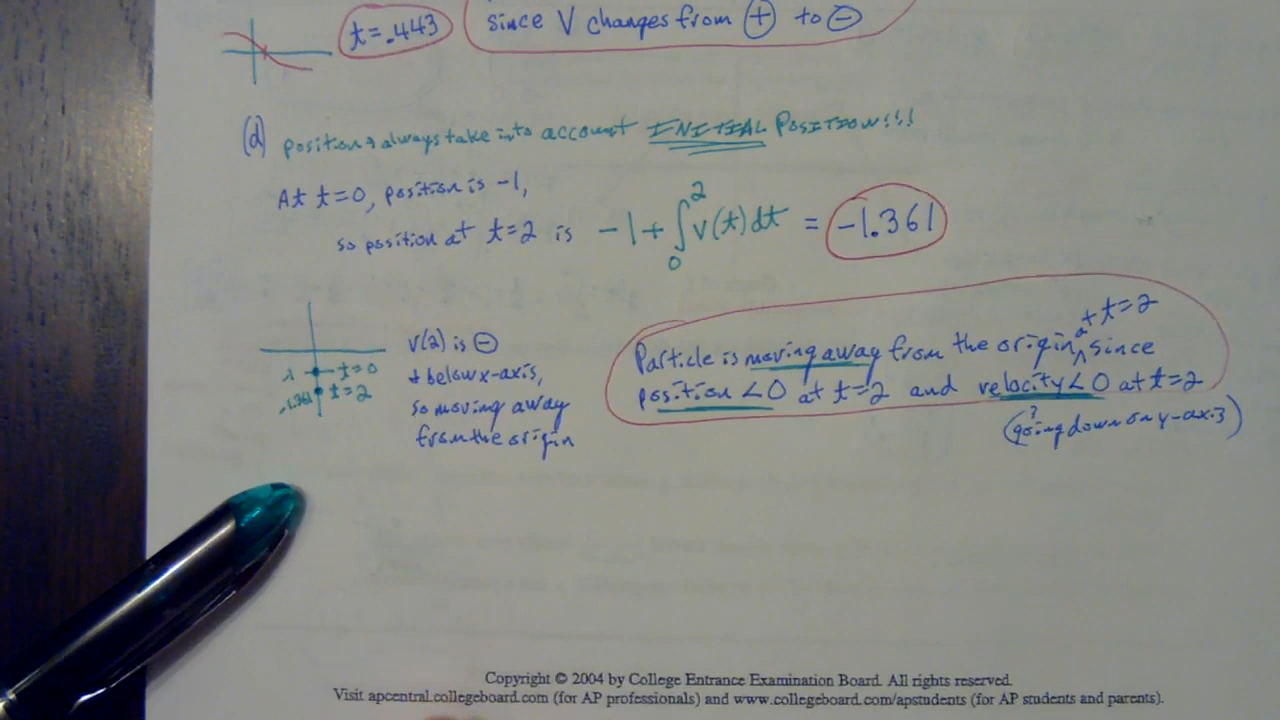 t=.443
since V changes from ⊕ to ⊖
(d) Position → always take into account INITIAL POSITION!!!
At t=0, position is -1,
so position at t=2 is -1 + ∫₀² v(t) dt = -1.361
-1 t=0
-1.361 t=2
v(2) is ⊖
+ below x-axis,
so moving away
from the origin
Particle is moving away from the origin, at t=2 since
position <0 at t=2 and velocity <0 at t=2
(going down on y-axis)
Copyright © 2004 by College Entrance Examination Board. All rights reserved.
Visit apcentral.collegeboard.com (for AP professionals) and www.collegeboard.com/apstudents (for AP students and parents).